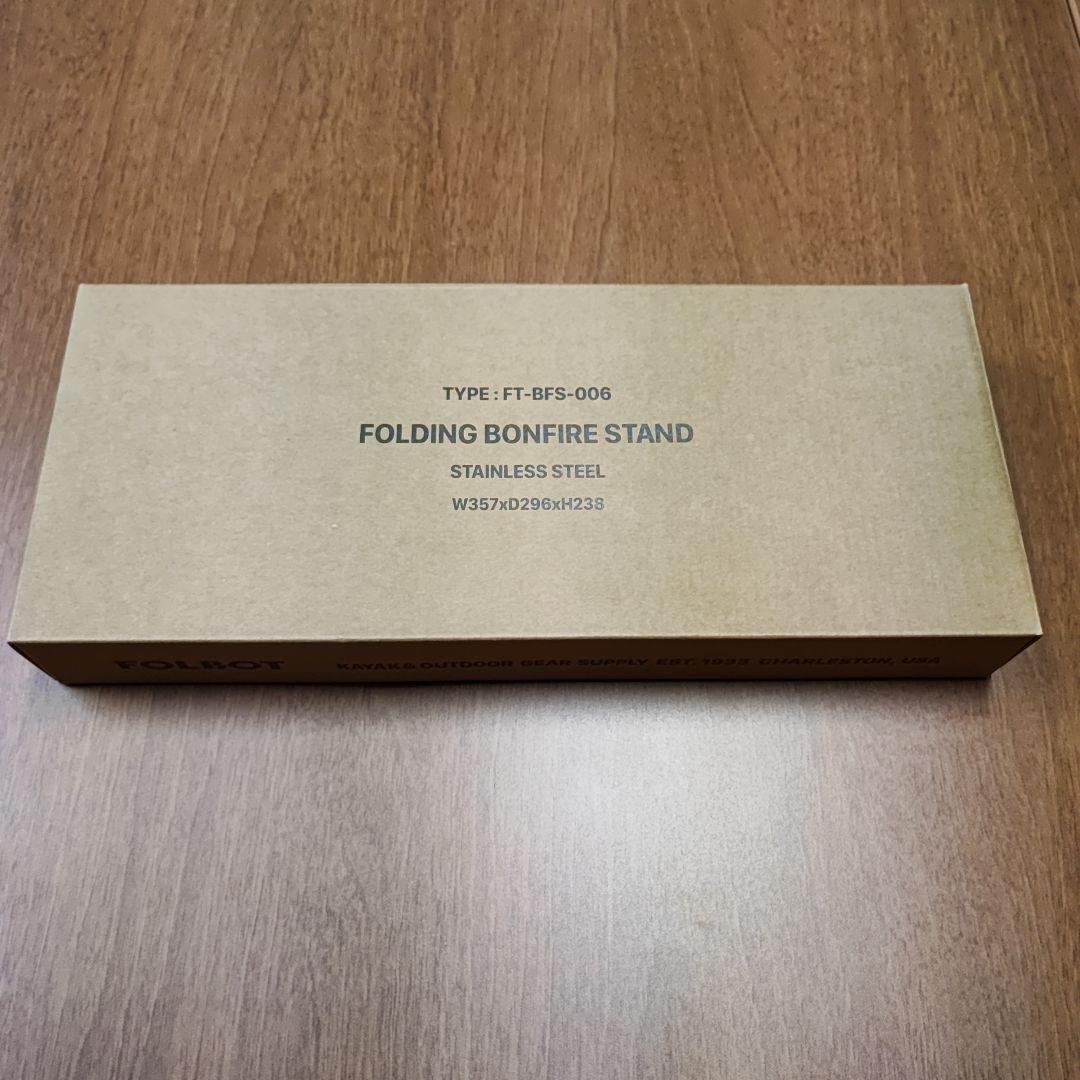 TYPE : FT-BFS-006
FOLDING BONFIRE STAND
STAINLESS STEEL
W357xD296xH238
FOLBOT KAYAK & OUTDOOR GEAR SUPPLY EST. 1933 CHARLESTON, USA